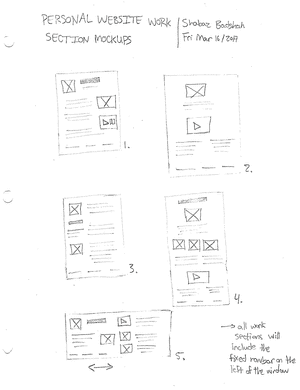 PERSONAL WEBSITE WORK
SECTION MOCKUPS
Shabaz Badshah
Fri Mar 16/2017
1.
2.
3.
4.
5.
→ all work
sections will
include the
fixed navbar on the
left of the window